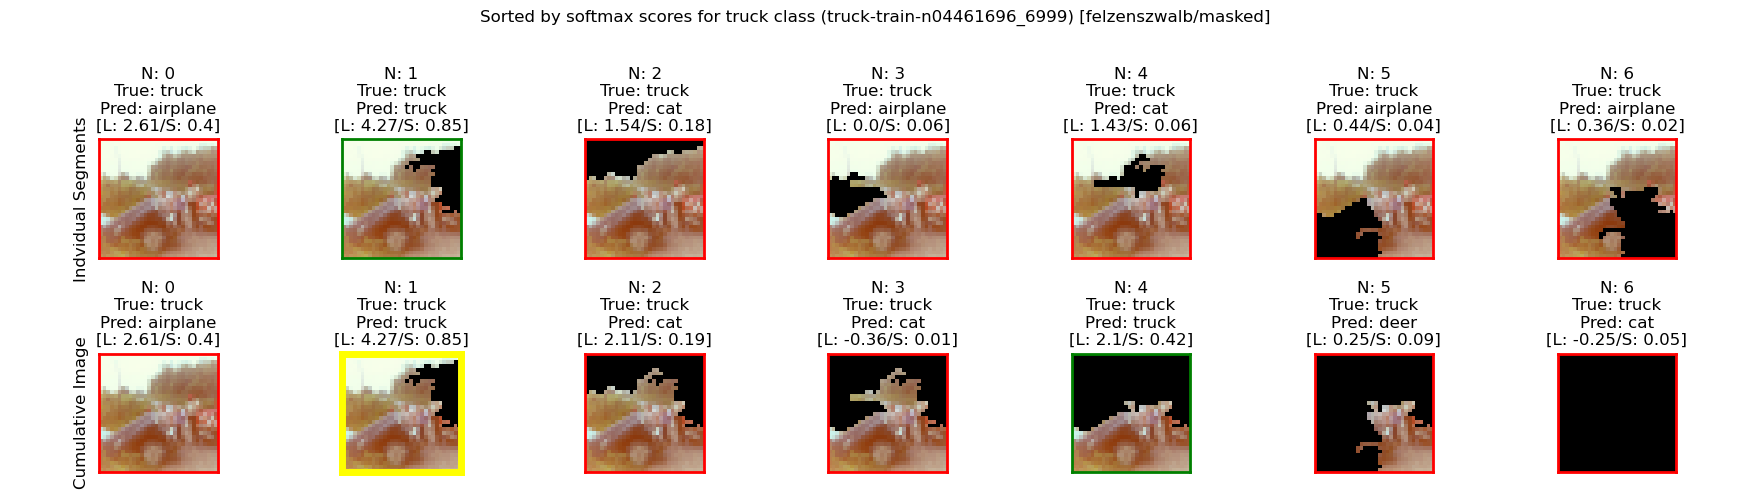 Sorted by softmax scores for truck class (truck-train-n04461696_6999) [felzenszwalb/masked]
Indvidual Segments
N: 0
True: truck
Pred: airplane
[L: 2.61/S: 0.4]
N: 1
True: truck
Pred: truck
[L: 4.27/S: 0.85]
N: 2
True: truck
Pred: cat
[L: 1.54/S: 0.18]
N: 3
True: truck
Pred: airplane
[L: 0.0/S: 0.06]
N: 4
True: truck
Pred: cat
[L: 1.43/S: 0.06]
N: 5
True: truck
Pred: airplane
[L: 0.44/S: 0.04]
N: 6
True: truck
Pred: airplane
[L: 0.36/S: 0.02]
Cumulative Image
N: 0
True: truck
Pred: airplane
[L: 2.61/S: 0.4]
N: 1
True: truck
Pred: truck
[L: 4.27/S: 0.85]
N: 2
True: truck
Pred: cat
[L: 2.11/S: 0.19]
N: 3
True: truck
Pred: cat
[L: -0.36/S: 0.01]
N: 4
True: truck
Pred: truck
[L: 2.1/S: 0.42]
N: 5
True: truck
Pred: deer
[L: 0.25/S: 0.09]
N: 6
True: truck
Pred: cat
[L: -0.25/S: 0.05]